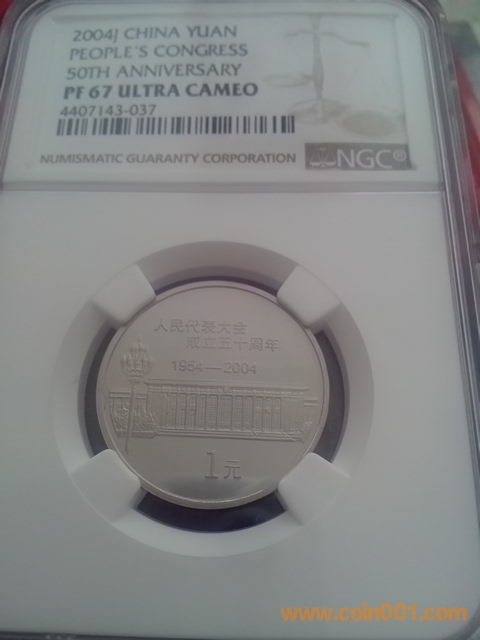 2004J CHINA YUAN
PEOPLE'S CONGRESS
50TH ANNIVERSARY
PF 67 ULTRA CAMEO
4407143-037
NUMISMATIC GUARANTY CORPORATION NGC®
人民代表大会
成立五十周年
1954—2004
1元
www.coin001.com